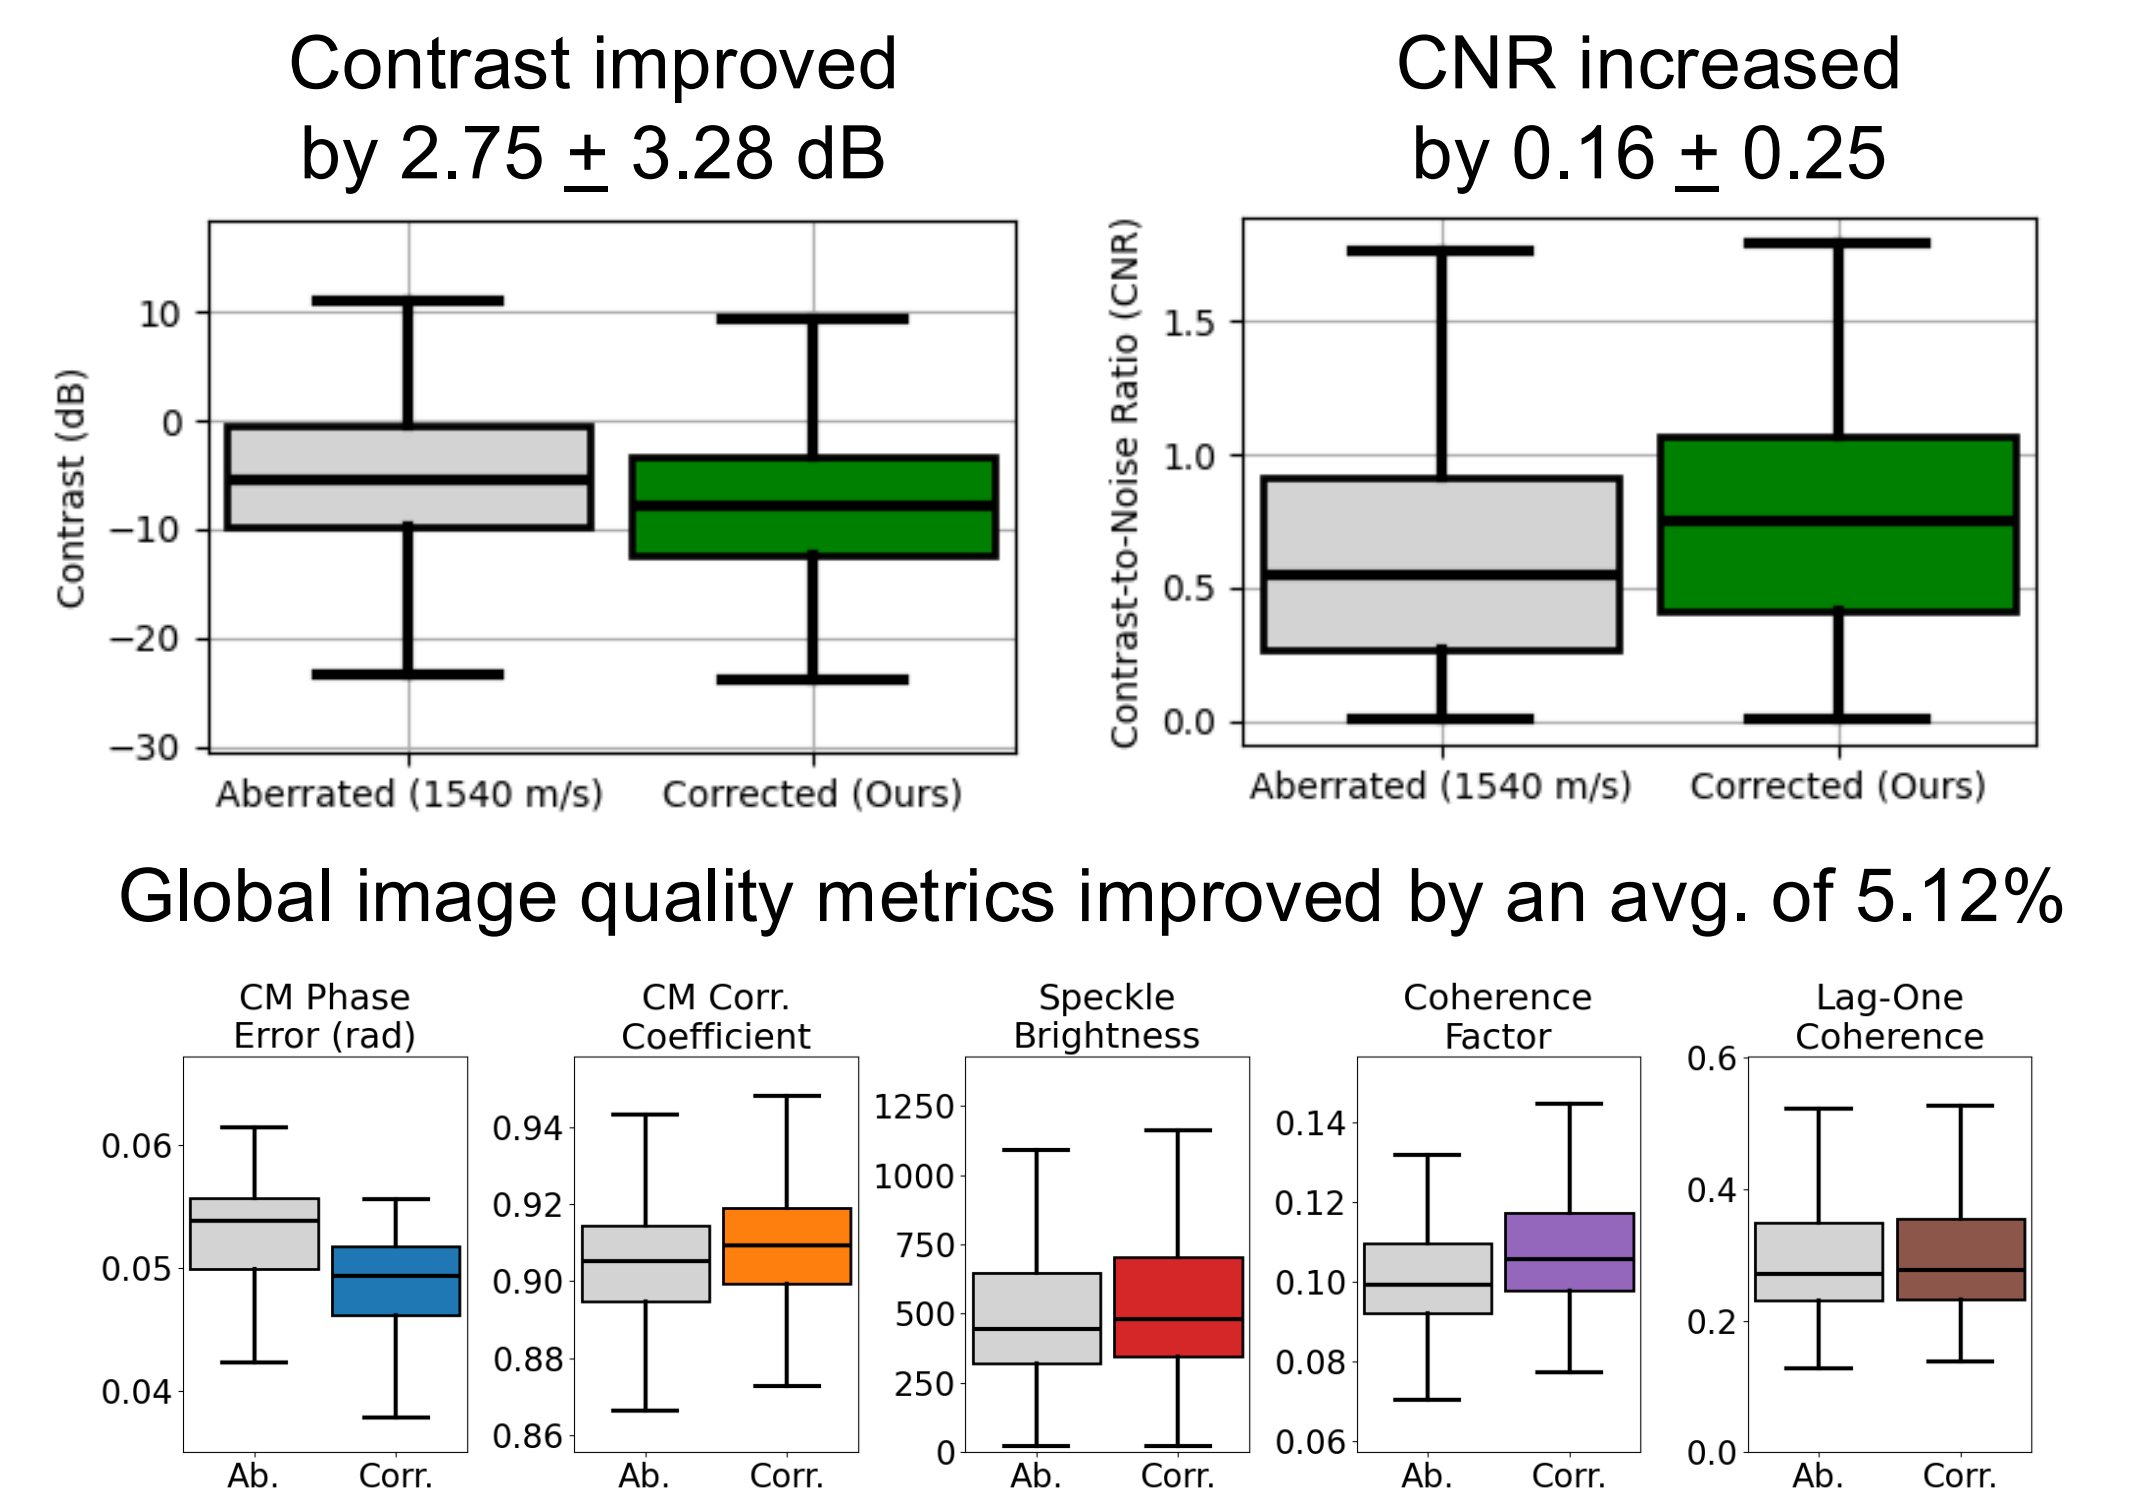 Contrast improved
by 2.75 ± 3.28 dB
CNR increased
by 0.16 ± 0.25
Contrast (dB)
10
0
−10
−20
−30
Aberrated (1540 m/s)
Corrected (Ours)
Contrast-to-Noise Ratio (CNR)
1.5
1.0
0.5
0.0
Aberrated (1540 m/s)
Corrected (Ours)
Global image quality metrics improved by an avg. of 5.12%
CM Phase
Error (rad)
0.06
0.05
0.04
Ab.
Corr.
CM Corr.
Coefficient
0.94
0.92
0.90
0.88
0.86
Ab.
Corr.
Speckle
Brightness
1250
1000
750
500
250
0
Ab.
Corr.
Coherence
Factor
0.14
0.12
0.10
0.08
0.06
Ab.
Corr.
Lag-One
Coherence
0.6
0.4
0.2
0.0
Ab.
Corr.